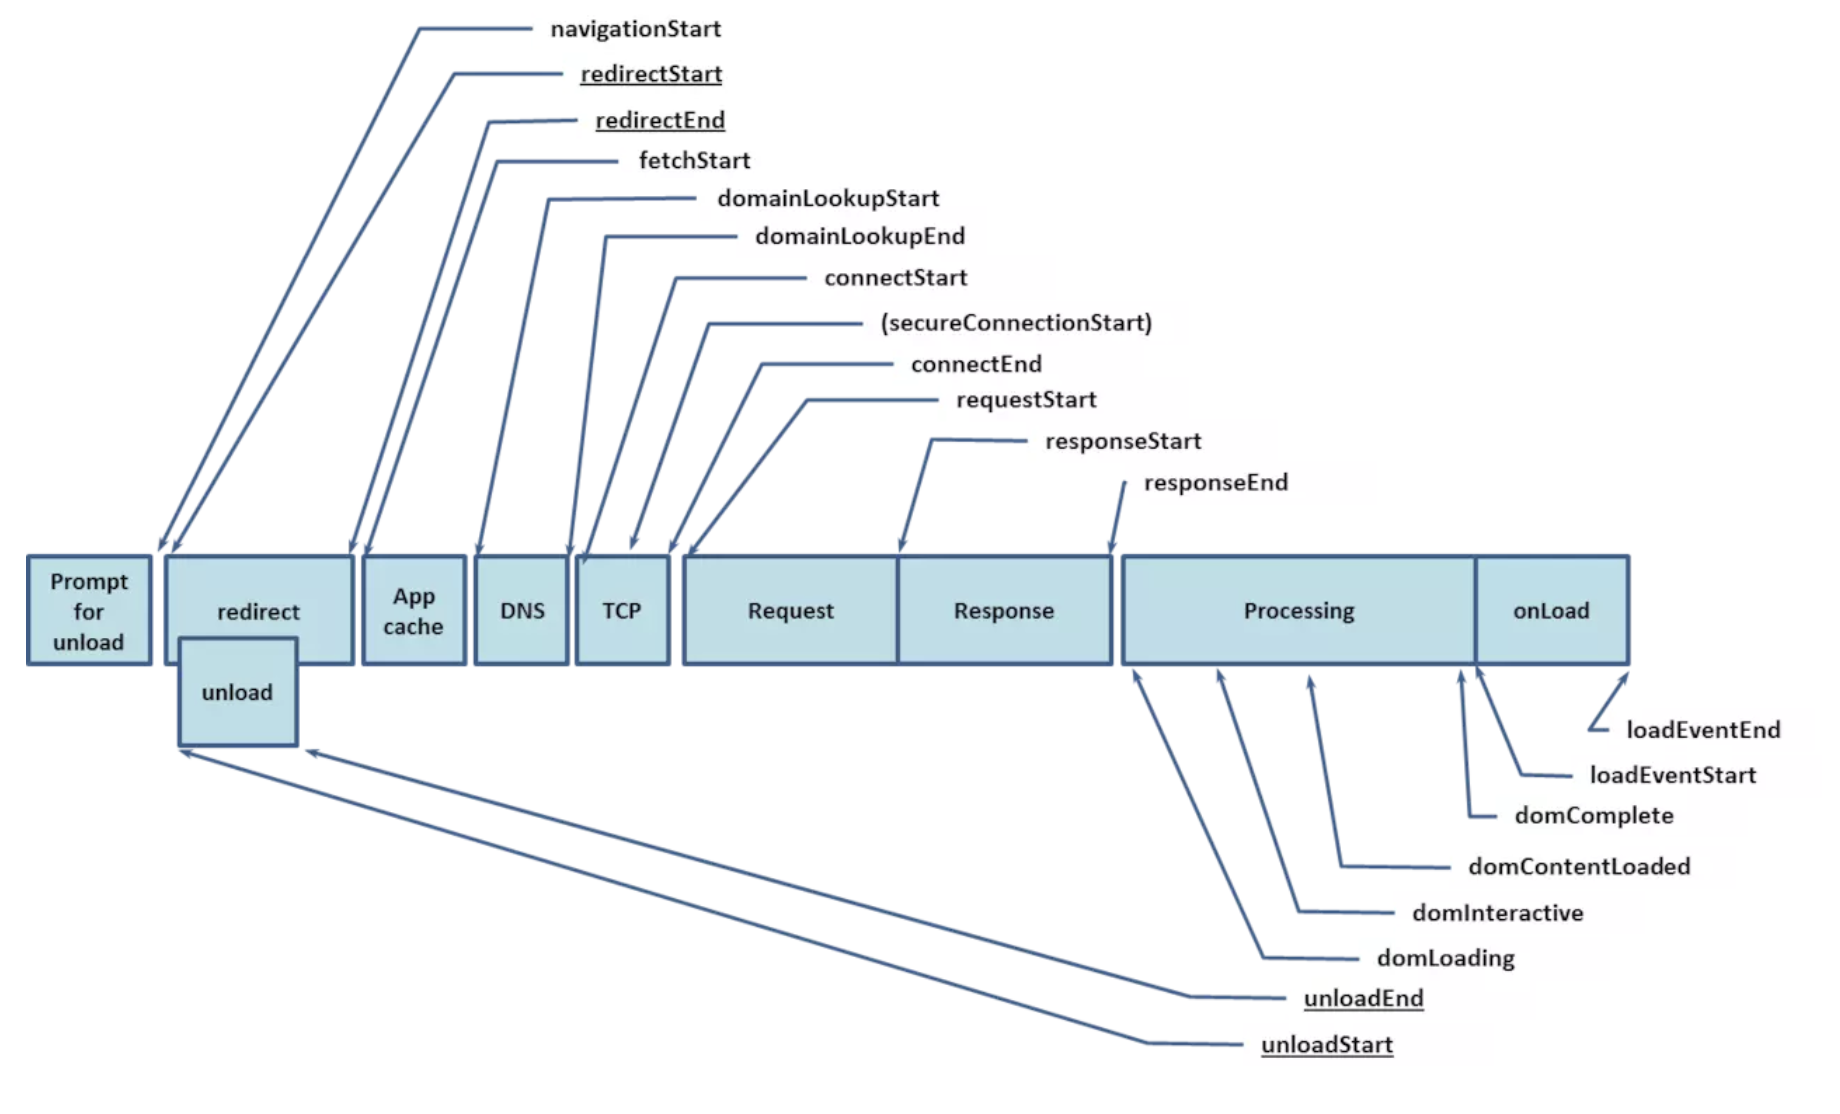 navigationStart
redirectStart
redirectEnd
fetchStart
domainLookupStart
domainLookupEnd
connectStart
(secureConnectionStart)
connectEnd
requestStart
responseStart
responseEnd
Prompt
for
unload
redirect
unload
App
cache
DNS
TCP
Request
Response
Processing
onLoad
loadEventEnd
loadEventStart
domComplete
domContentLoaded
domInteractive
domLoading
unloadEnd
unloadStart